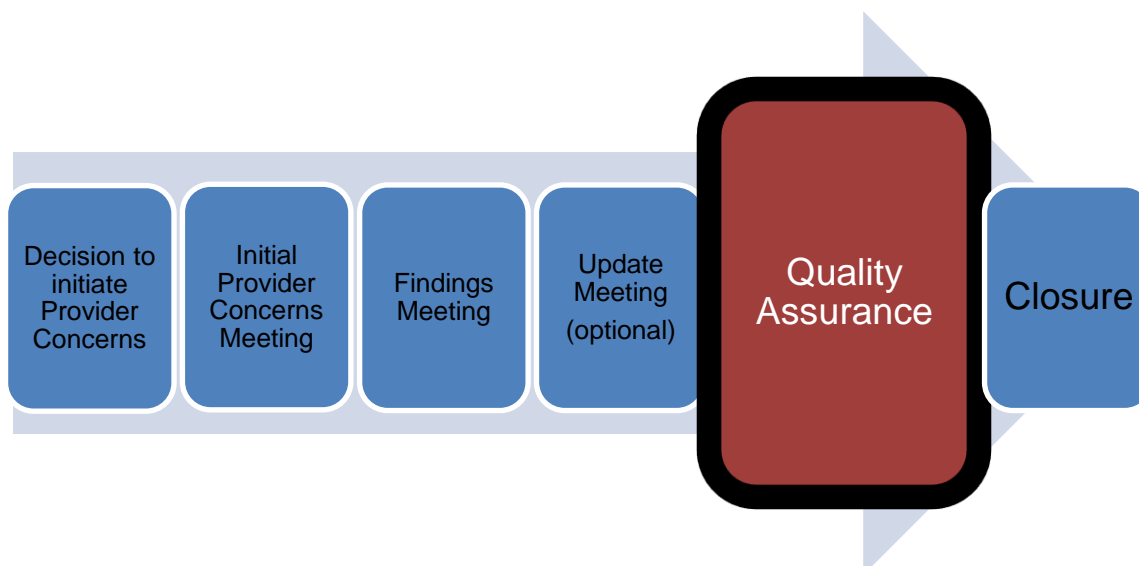 Decision to
initiate
Provider
Concerns
Initial
Provider
Concerns
Meeting
Findings
Meeting
Update
Meeting
(optional)
Quality
Assurance
Closure